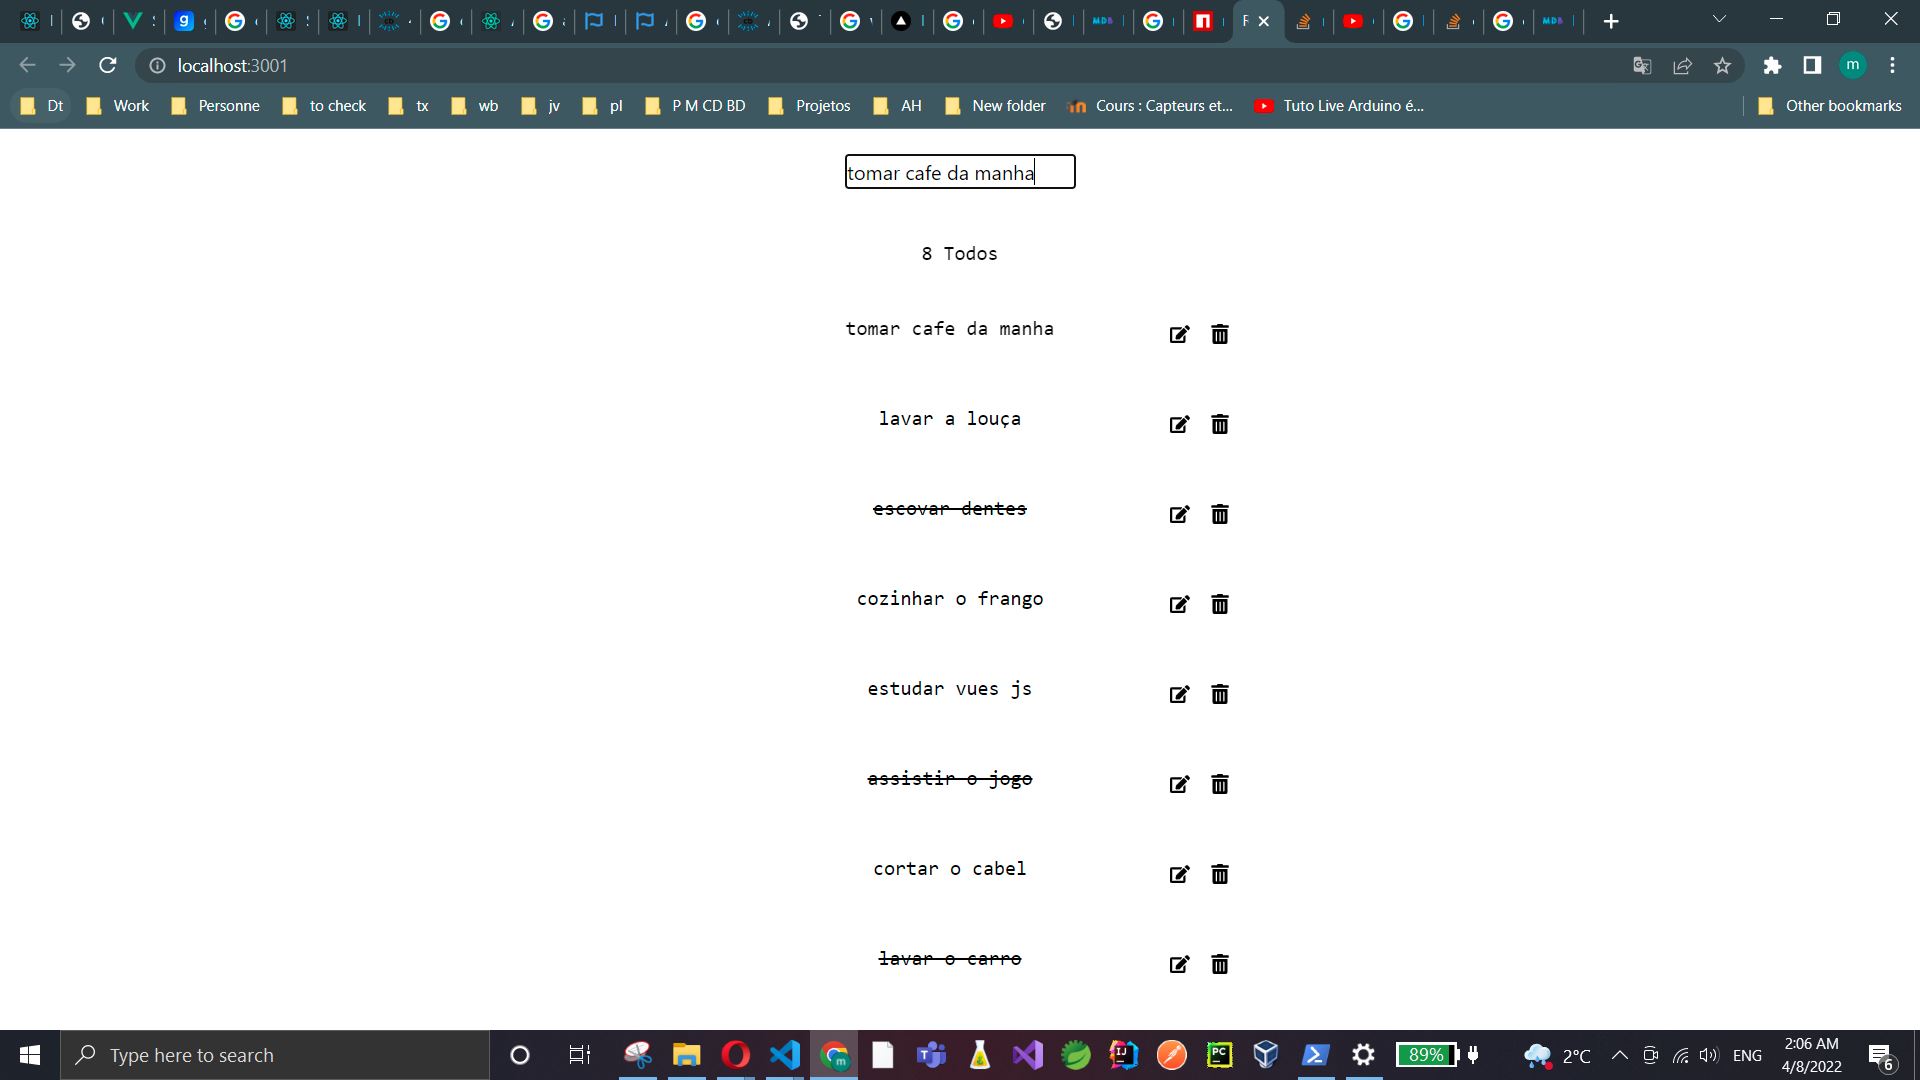 localhost:3001
m
Dt Work Personne to check tx wb jv pl P M CD BD Projetos AH New folder Cours : Capteurs et... Tuto Live Arduino é... Other bookmarks
tomar cafe da manha
8 Todos
tomar cafe da manha
lavar a louça
escovar dentes
cozinhar o frango
estudar vues js
assistir o jogo
cortar o cabel
lavar o carro
Type here to search
89%
2°C
ENG
2:06 AM
4/8/2022
6